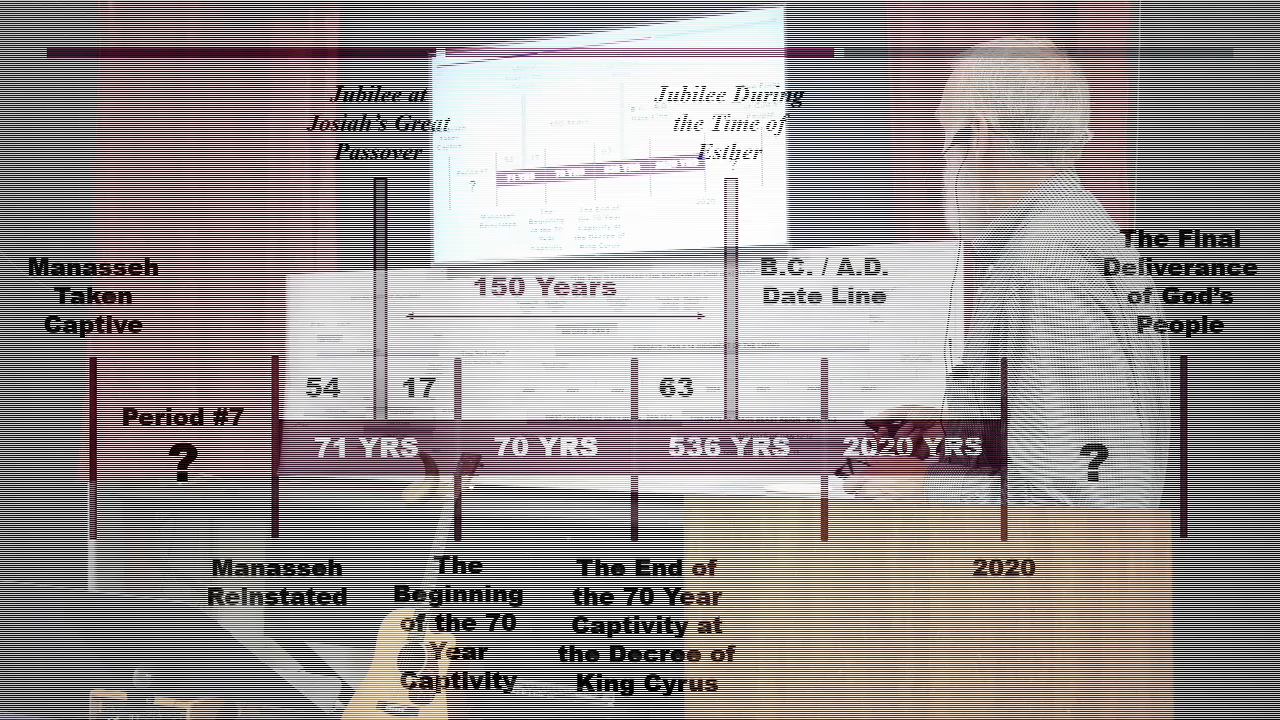 Jubilee at
Josiah's Great
Passover
Jubilee During
the Time of
Esther
Manasseh
Taken
Captive
150 Years
B.C. / A.D.
Date Line
The Final
Deliverance
of God's
People
54
17
63
Period #7
?
71 YRS
70 YRS
536 YRS
2020 YRS
?
Manasseh
Reinstated
The
Beginning
of the 70
Year
Captivity
The End of
the 70 Year
Captivity at
the Decree of
King Cyrus
2020